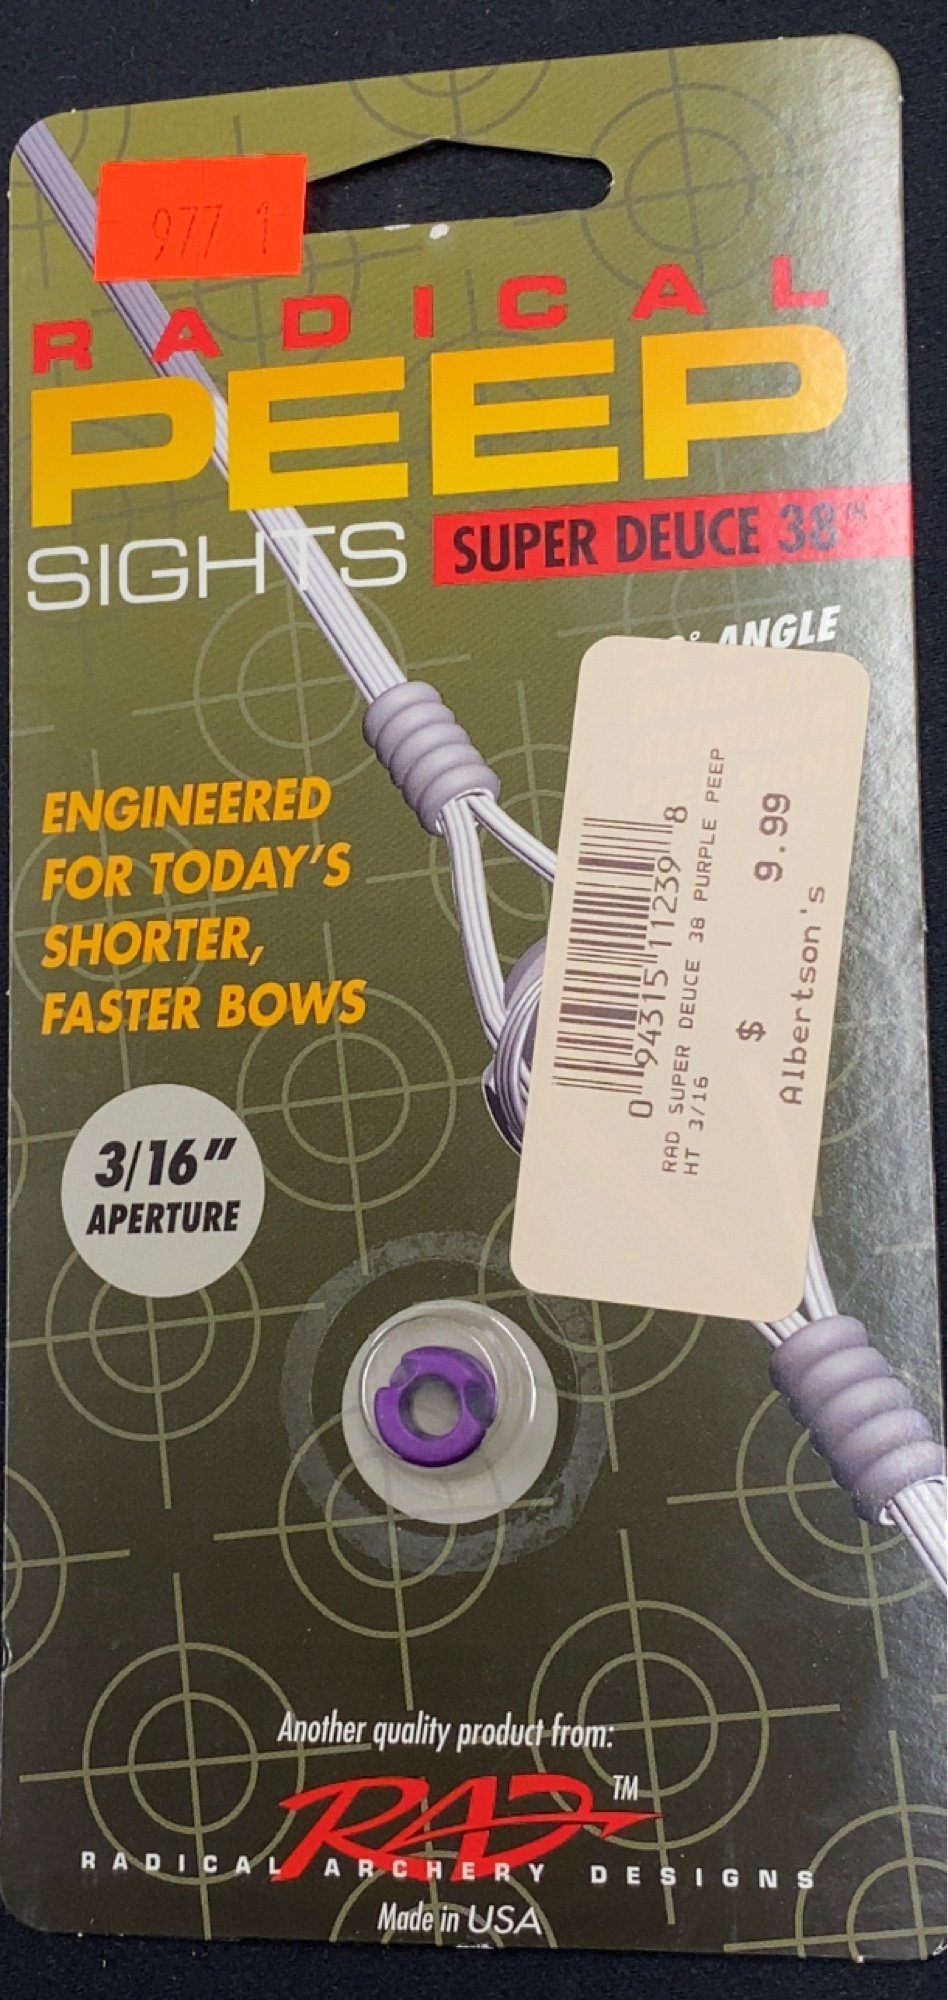 977 1
RADICAL
PEEP
SIGHTS
SUPER DEUCE 38™
ANGLE
ENGINEERED
FOR TODAY'S
SHORTER,
FASTER BOWS
3/16"
APERTURE
0 94315 11239 8
RAD SUPER DEUCE 38 PURPLE PEEP
HT 3/16
$ 9.99
Albertson's
Another quality product from:
RAD™
RADICAL ARCHERY DESIGNS
Made in USA